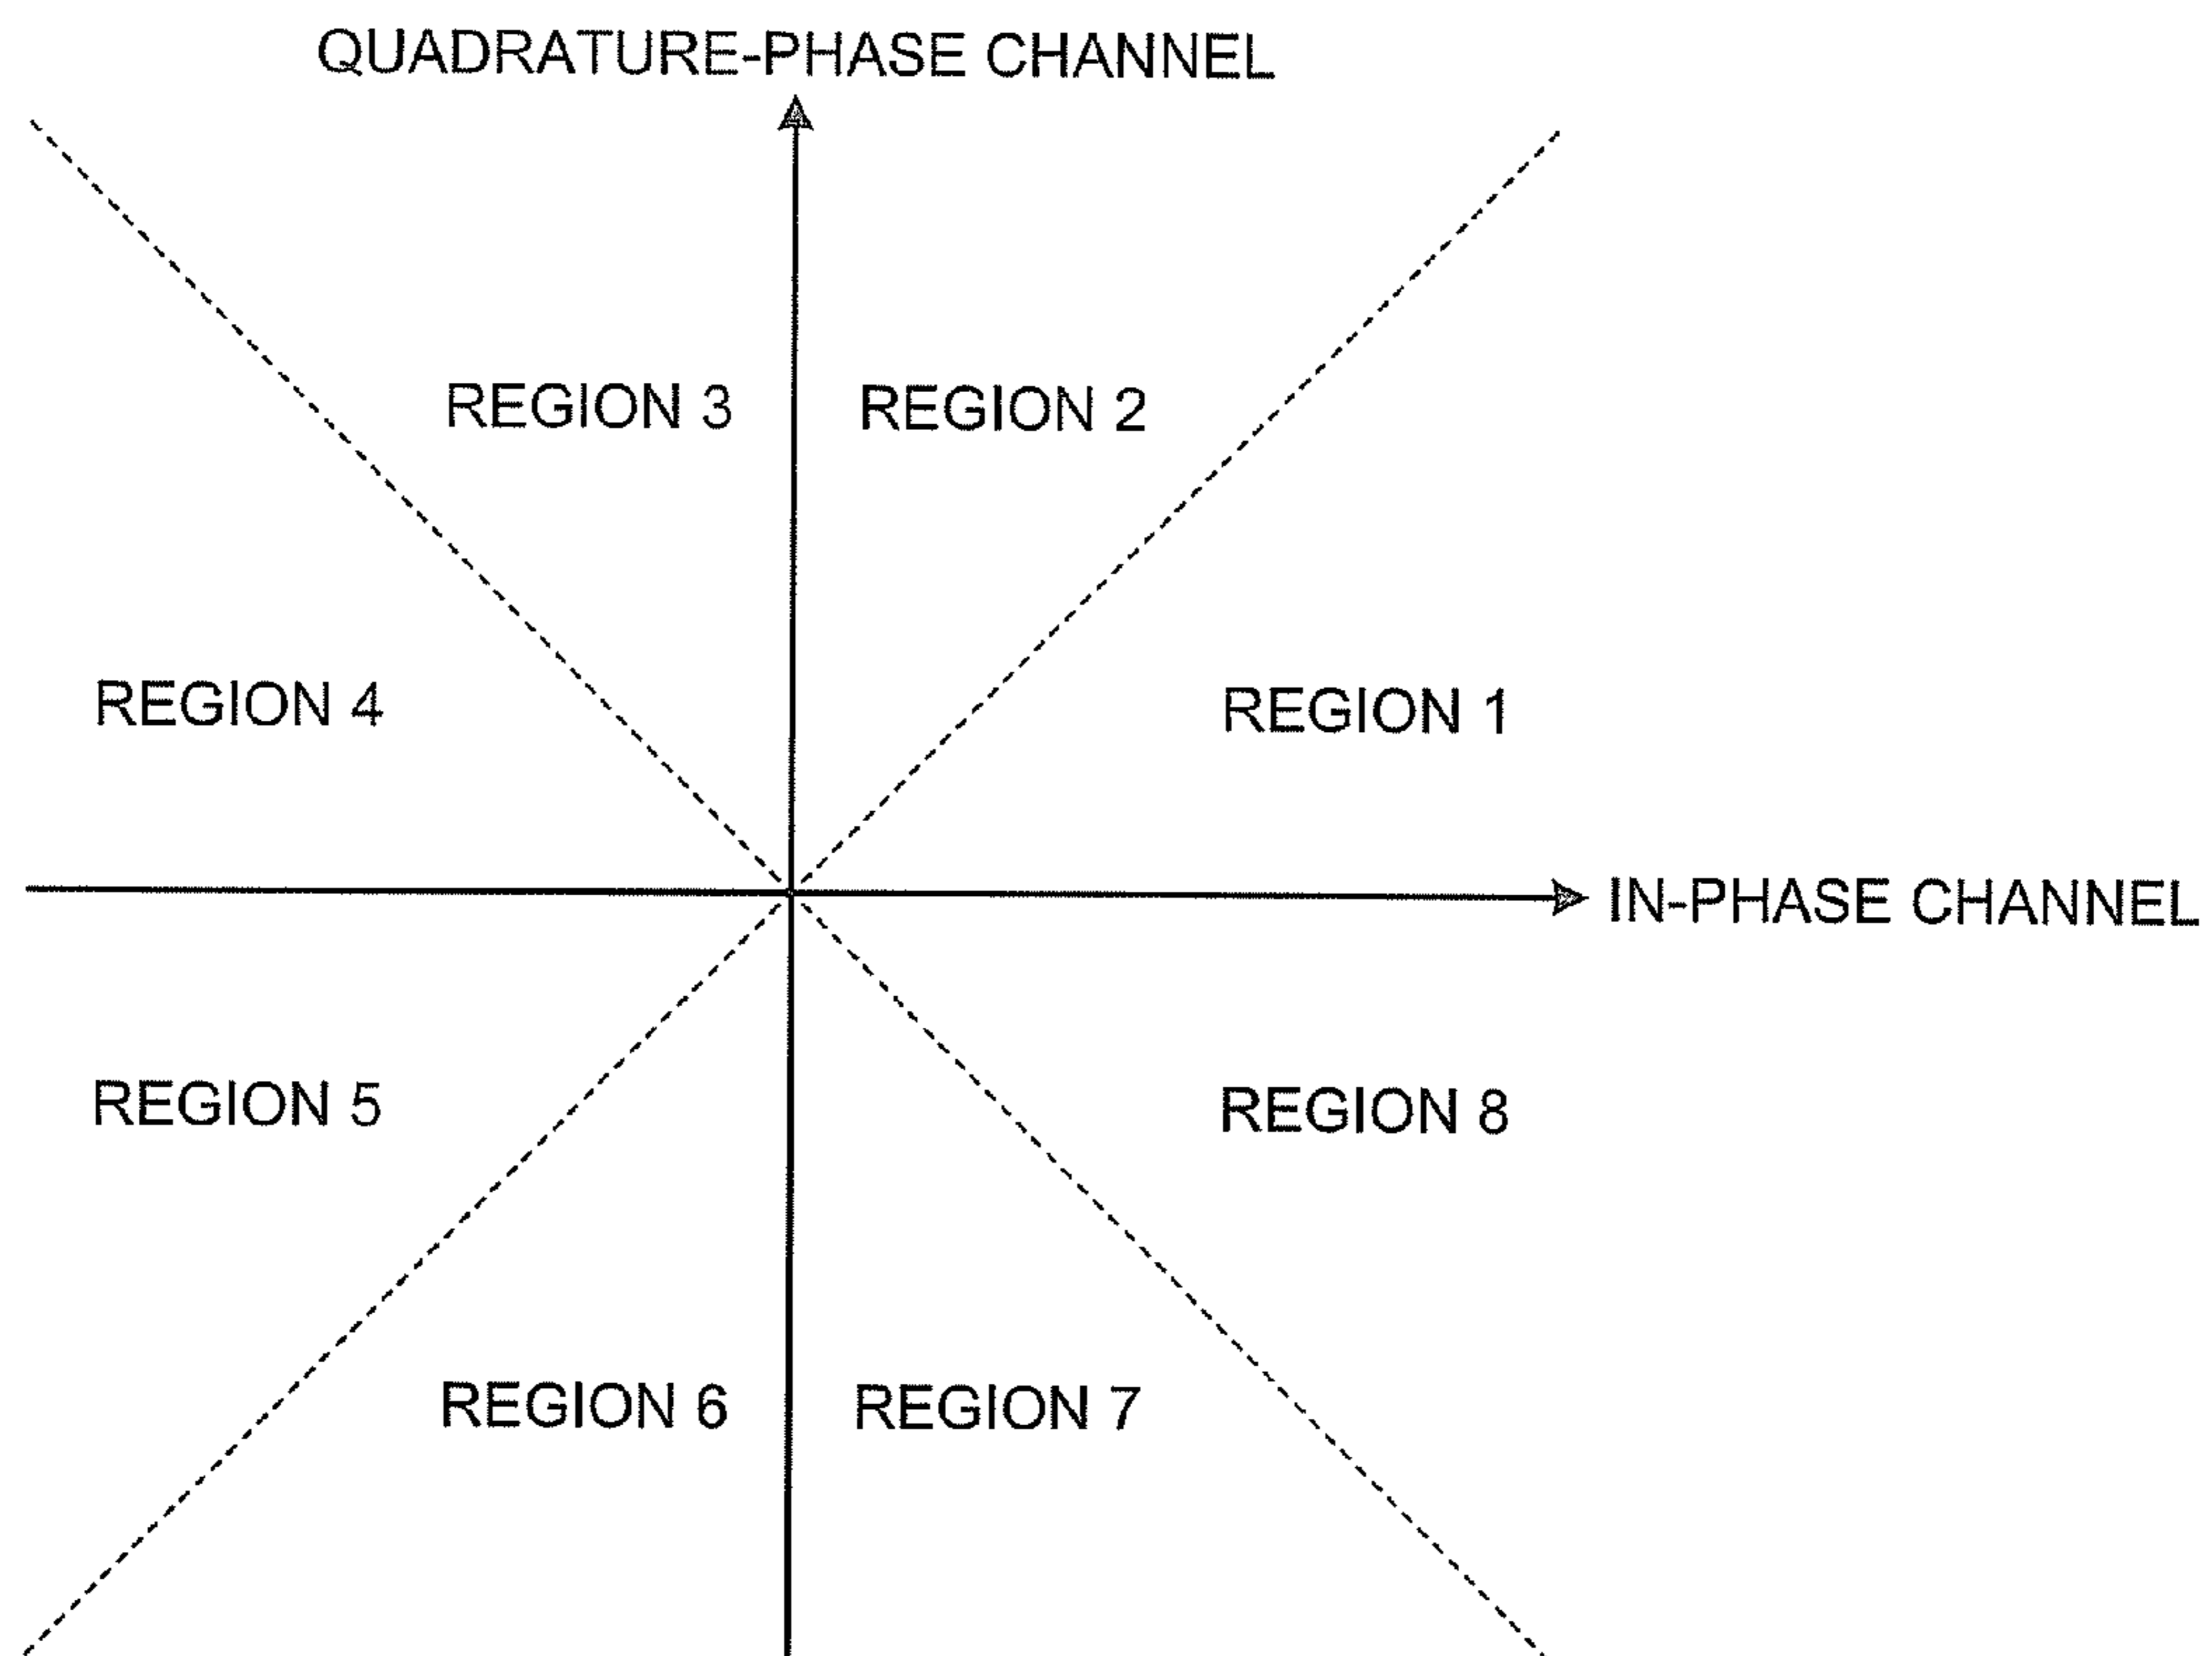 QUADRATURE-PHASE CHANNEL
REGION 3
REGION 2
REGION 4
REGION 1
IN-PHASE CHANNEL
REGION 5
REGION 8
REGION 6
REGION 7